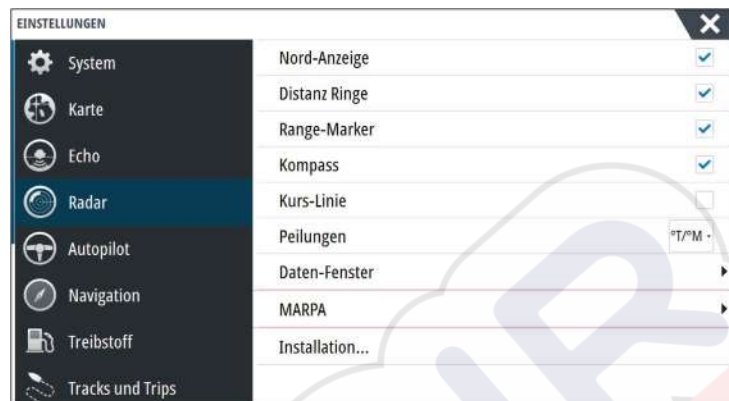 EINSTELLUNGEN
System
Karte
Echo
Radar
Autopilot
Navigation
Treibstoff
Tracks und Trips
Nord-Anzeige
Distanz Ringe
Range-Marker
Kompass
Kurs-Linie
Peilungen °T/°M
Daten-Fenster
MARPA
Installation...